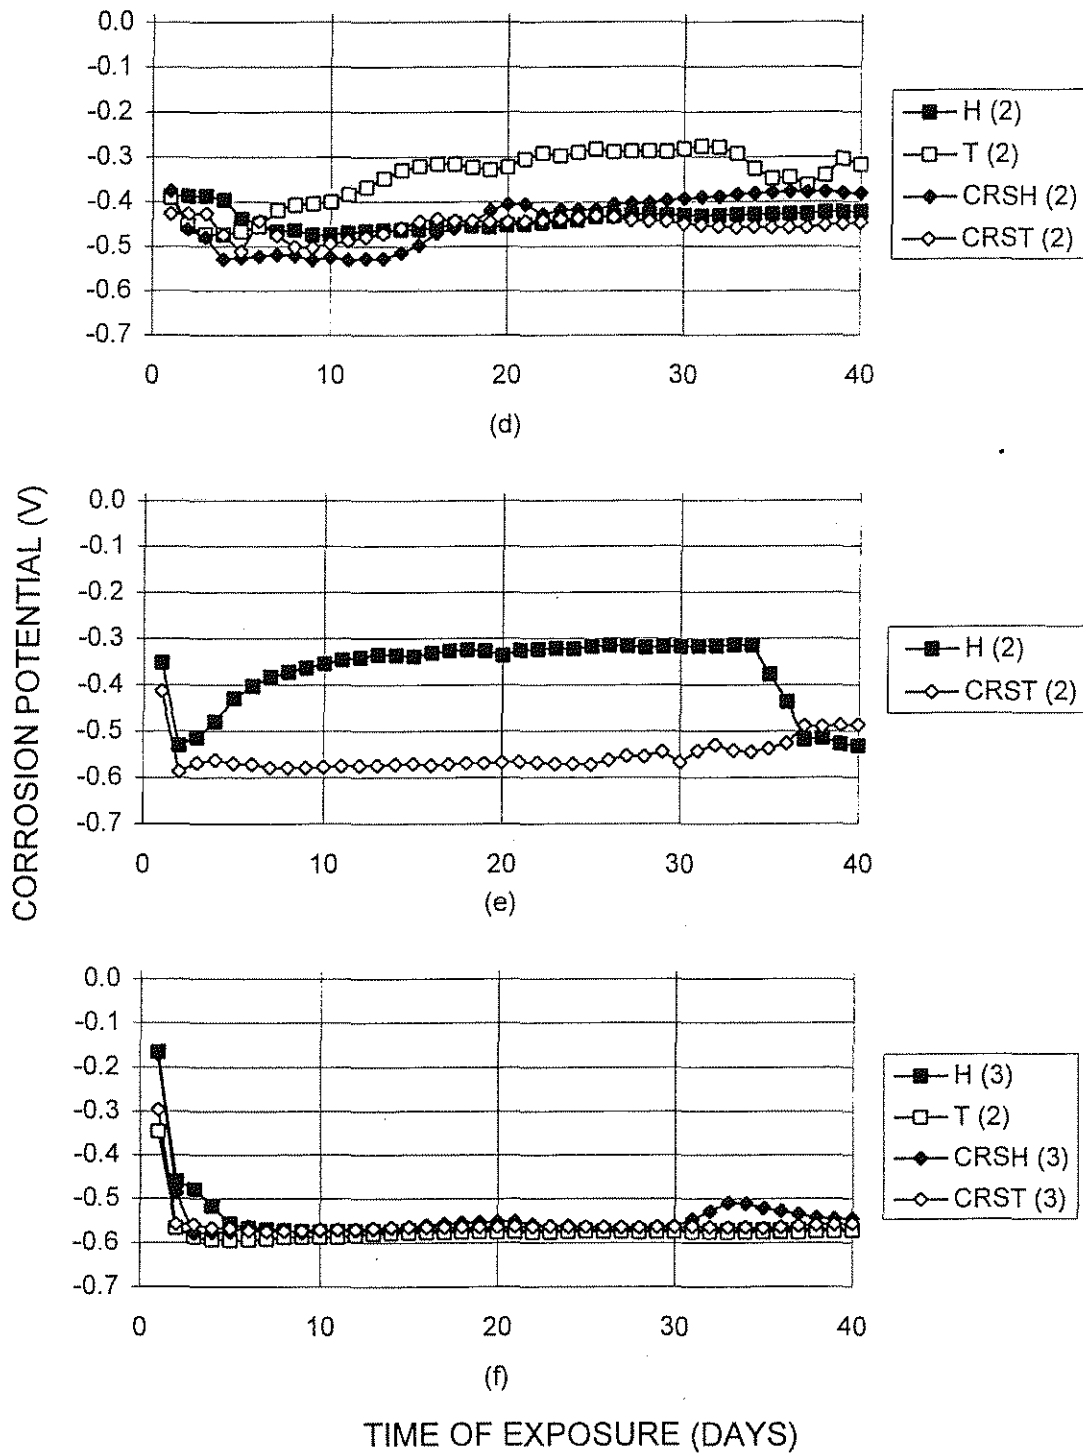 0.0
-0.1
-0.2
-0.3
-0.4
-0.5
-0.6
-0.7
0 10 20 30 40
(d)
H (2)
T (2)
CRSH (2)
CRST (2)
CORROSION POTENTIAL (V)
0.0
-0.1
-0.2
-0.3
-0.4
-0.5
-0.6
-0.7
0 10 20 30 40
(e)
H (2)
CRST (2)
0.0
-0.1
-0.2
-0.3
-0.4
-0.5
-0.6
-0.7
0 10 20 30 40
(f)
H (3)
T (2)
CRSH (3)
CRST (3)
TIME OF EXPOSURE (DAYS)